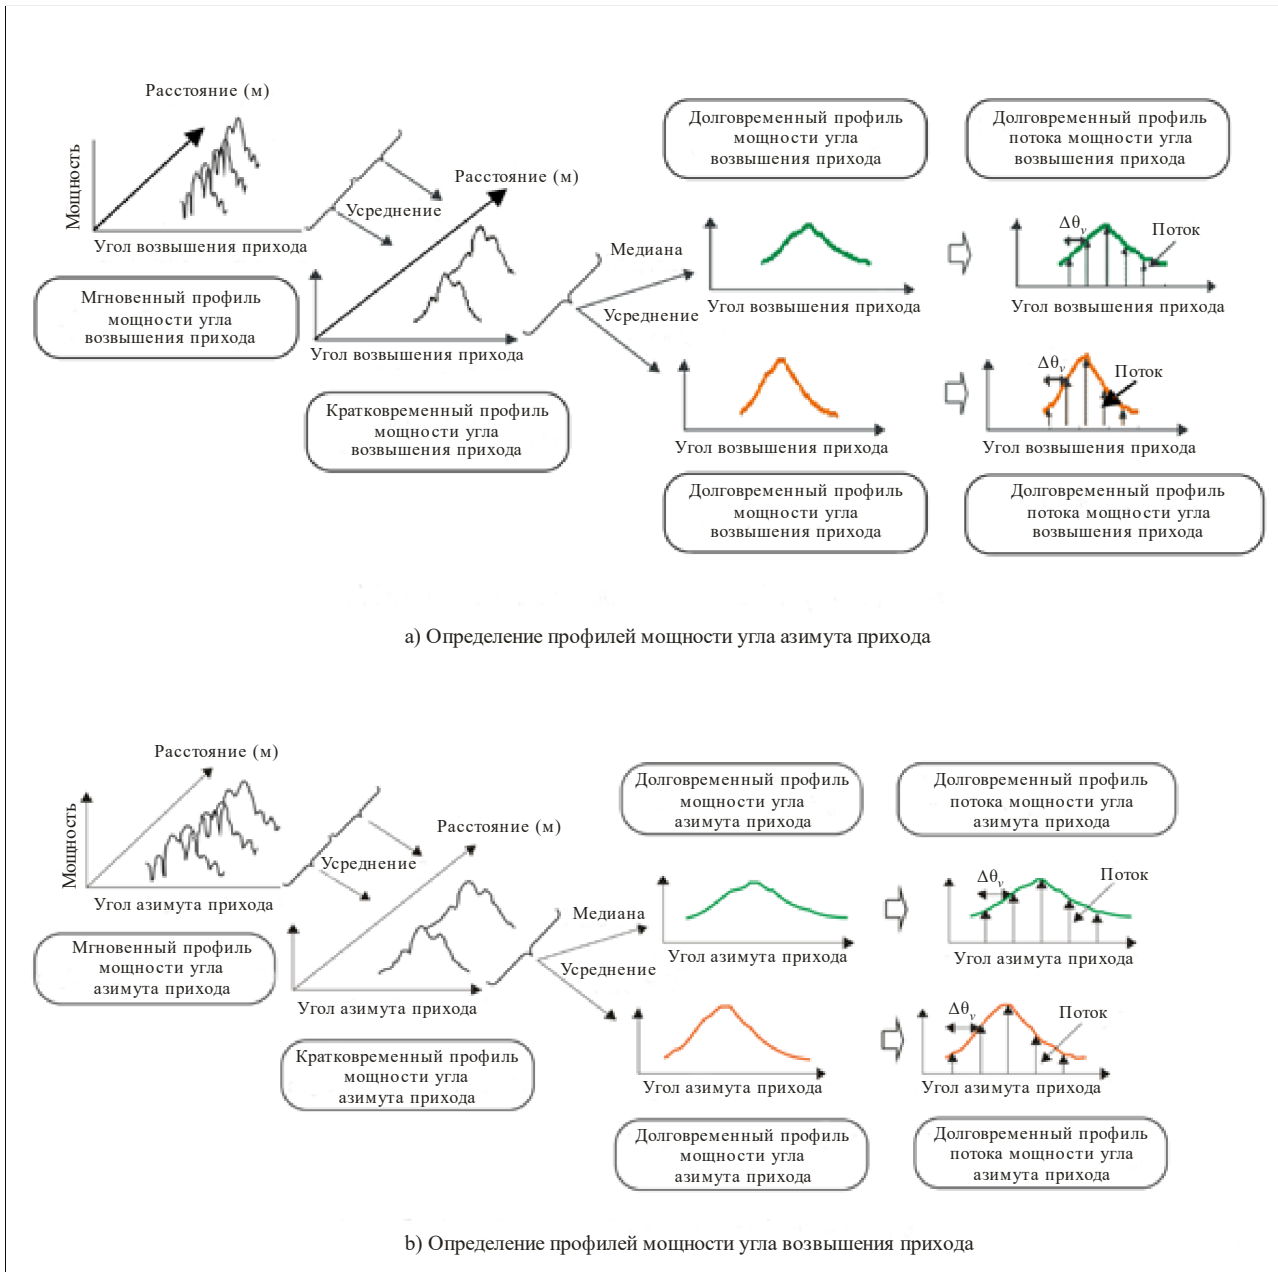 Расстояние (м)
Мощность
Угол возвышения прихода
Мгновенный профиль
мощности угла
возвышения прихода
Усреднение
Расстояние (м)
Угол возвышения прихода
Кратковременный профиль
мощности угла
возвышения прихода
Медиана
Усреднение
Долговременный профиль
мощности угла
возвышения прихода
Долговременный профиль
потока мощности угла
возвышения прихода
Угол возвышения прихода
Δθv
Поток
Угол возвышения прихода
Угол возвышения прихода
Δθv
Поток
Угол возвышения прихода
Долговременный профиль
мощности угла
возвышения прихода
Долговременный профиль
потока мощности угла
возвышения прихода
a) Определение профилей мощности угла азимута прихода
Расстояние (м)
Мощность
Угол азимута прихода
Мгновенный профиль
мощности угла
азимута прихода
Усреднение
Расстояние (м)
Угол азимута прихода
Кратковременный профиль
мощности угла
азимута прихода
Медиана
Усреднение
Долговременный профиль
мощности угла
азимута прихода
Долговременный профиль
потока мощности угла
азимута прихода
Угол азимута прихода
Δθv
Поток
Угол азимута прихода
Угол азимута прихода
Δθv
Поток
Угол азимута прихода
Долговременный профиль
мощности угла
азимута прихода
Долговременный профиль
потока мощности угла
азимута прихода
b) Определение профилей мощности угла возвышения прихода